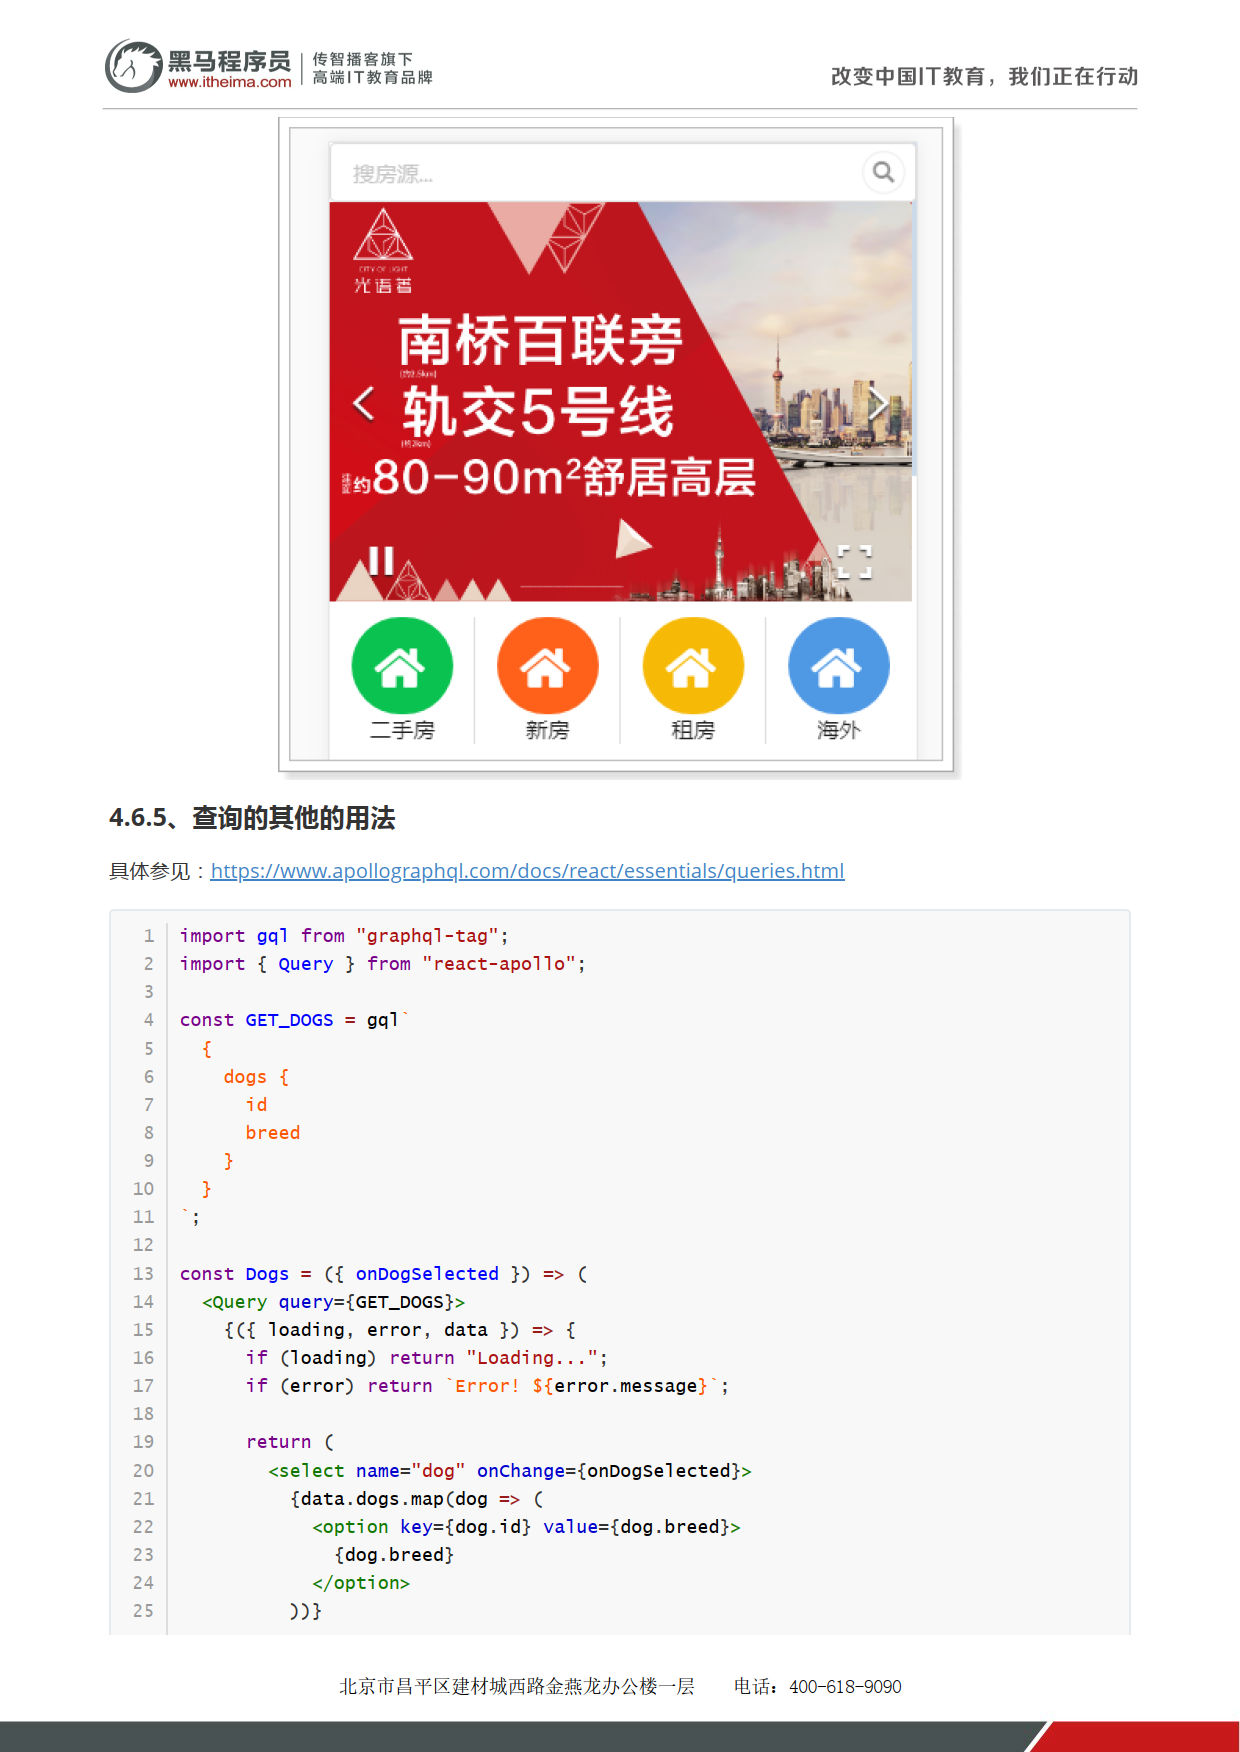 黑马程序员
www.itheima.com
传智播客旗下
高端IT教育品牌
改变中国IT教育，我们正在行动
搜房源...
CITY OF LIGHT
光语著
南桥百联旁
轨交5号线
(约2km)
约80-90m²舒居高层
二手房
新房
租房
海外
4.6.5、查询的其他的用法
具体参见：https://www.apollographql.com/docs/react/essentials/queries.html
1 import gql from "graphql-tag";
2 import { Query } from "react-apollo";
3
4 const GET_DOGS = gql`
5   {
6     dogs {
7       id
8       breed
9     }
10   }
11 `;
12
13 const Dogs = ({ onDogSelected }) => (
14   <Query query={GET_DOGS}>
15     {({ loading, error, data }) => {
16       if (loading) return "Loading...";
17       if (error) return `Error! ${error.message}`;
18
19       return (
20         <select name="dog" onChange={onDogSelected}>
21           {data.dogs.map(dog => (
22             <option key={dog.id} value={dog.breed}>
23               {dog.breed}
24             </option>
25           ))}
北京市昌平区建材城西路金燕龙办公楼一层 电话：400-618-9090